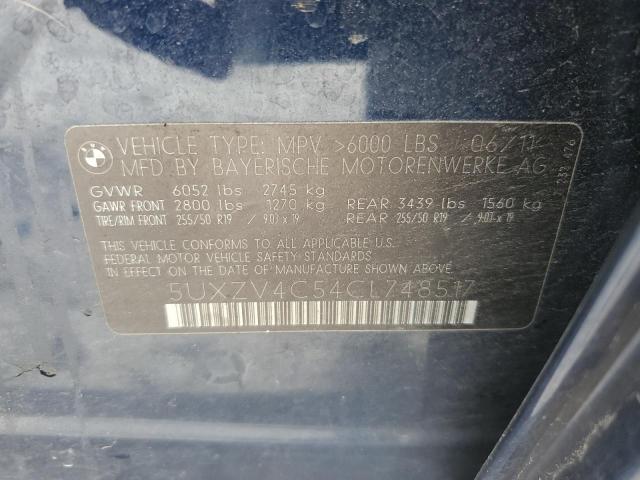 BMW
VEHICLE TYPE: MPV >6000 LBS 06/11
MFD BY BAYERISCHE MOTORENWERKE AG
GVWR 6052 lbs 2745 kg
GAWR FRONT 2800 lbs 1270 kg REAR 3439 lbs 1560 kg
TIRE/RIM FRONT 255/50 R19 / 9.0J x 19 REAR 255/50 R19 / 9.0J x 19
THIS VEHICLE CONFORMS TO ALL APPLICABLE U.S.
FEDERAL MOTOR VEHICLE SAFETY STANDARDS
IN EFFECT ON THE DATE OF MANUFACTURE SHOWN ABOVE.
5UXZV4C54CL748517